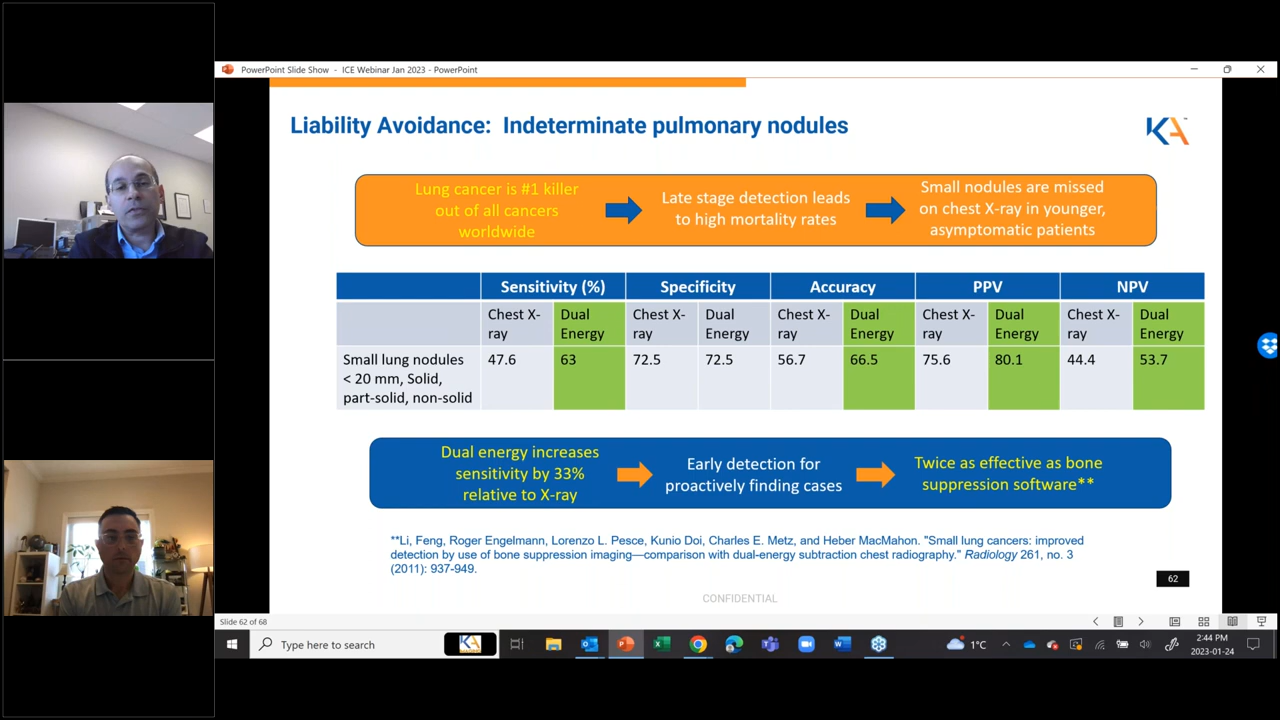 PowerPoint Slide Show - ICE Webinar Jan 2023 - PowerPoint
Liability Avoidance: Indeterminate pulmonary nodules
KA
Lung cancer is #1 killer
out of all cancers
worldwide
Late stage detection leads
to high mortality rates
Small nodules are missed
on chest X-ray in younger,
asymptomatic patients
Sensitivity (%) Specificity Accuracy PPV NPV
Chest X-ray Dual Energy Chest X-ray Dual Energy Chest X-ray Dual Energy Chest X-ray Dual Energy Chest X-ray Dual Energy
Small lung nodules
< 20 mm, Solid,
part-solid, non-solid
47.6 63 72.5 72.5 56.7 66.5 75.6 80.1 44.4 53.7
Dual energy increases
sensitivity by 33%
relative to X-ray
Early detection for
proactively finding cases
Twice as effective as bone
suppression software**
**Li, Feng, Roger Engelmann, Lorenzo L. Pesce, Kunio Doi, Charles E. Metz, and Heber MacMahon. "Small lung cancers: improved
detection by use of bone suppression imaging—comparison with dual-energy subtraction chest radiography." Radiology 261, no. 3
(2011): 937-949.
62
CONFIDENTIAL
Slide 62 of 68
Type here to search
KA
1°C
2:44 PM
2023-01-24